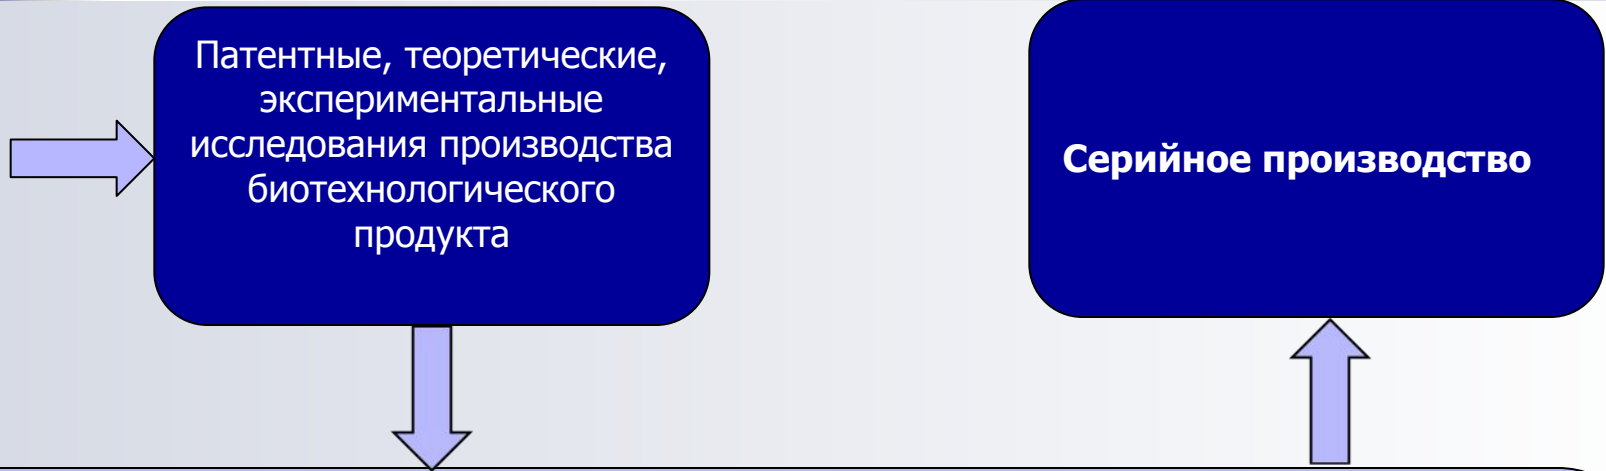 Патентные, теоретические,
экспериментальные
исследования производства
биотехнологического
продукта
Серийное производство